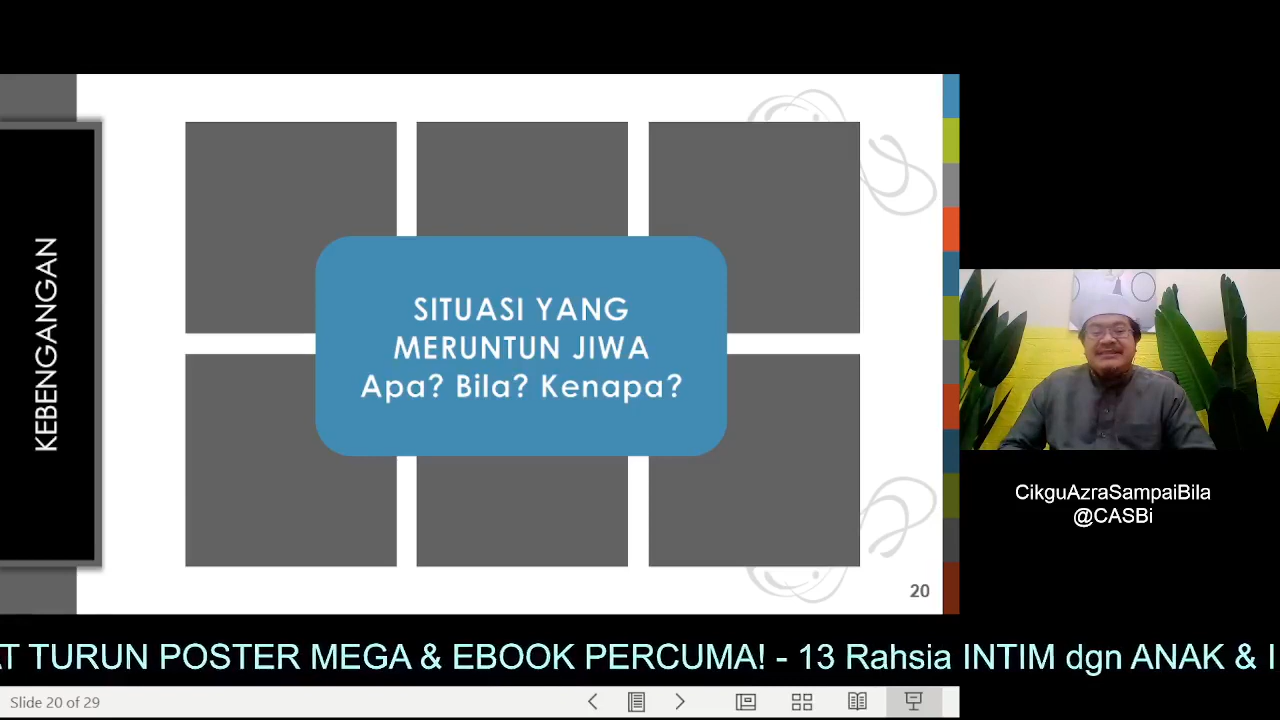 KEBENGANGAN
SITUASI YANG
MERUNTUN JIWA
Apa? Bila? Kenapa?
20
CikguAzraSampaiBila
@CASBi
TURUN POSTER MEGA & EBOOK PERCUMA! - 13 Rahsia INTIM dgn ANAK &
Slide 20 of 29